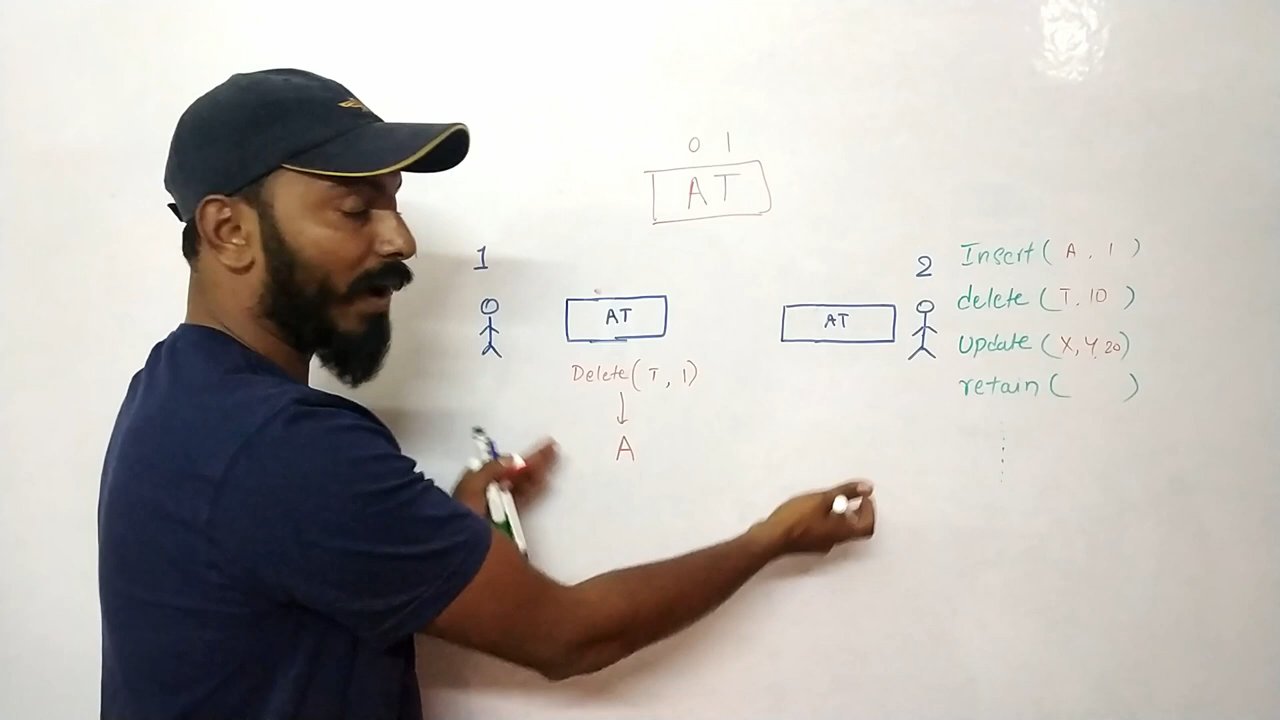 0 1
AT
1
AT
Delete( T, 1)
A
AT
2
Insert( A, 1 )
delete ( T, 10 )
Update ( X, Y, 20)
retain ( )